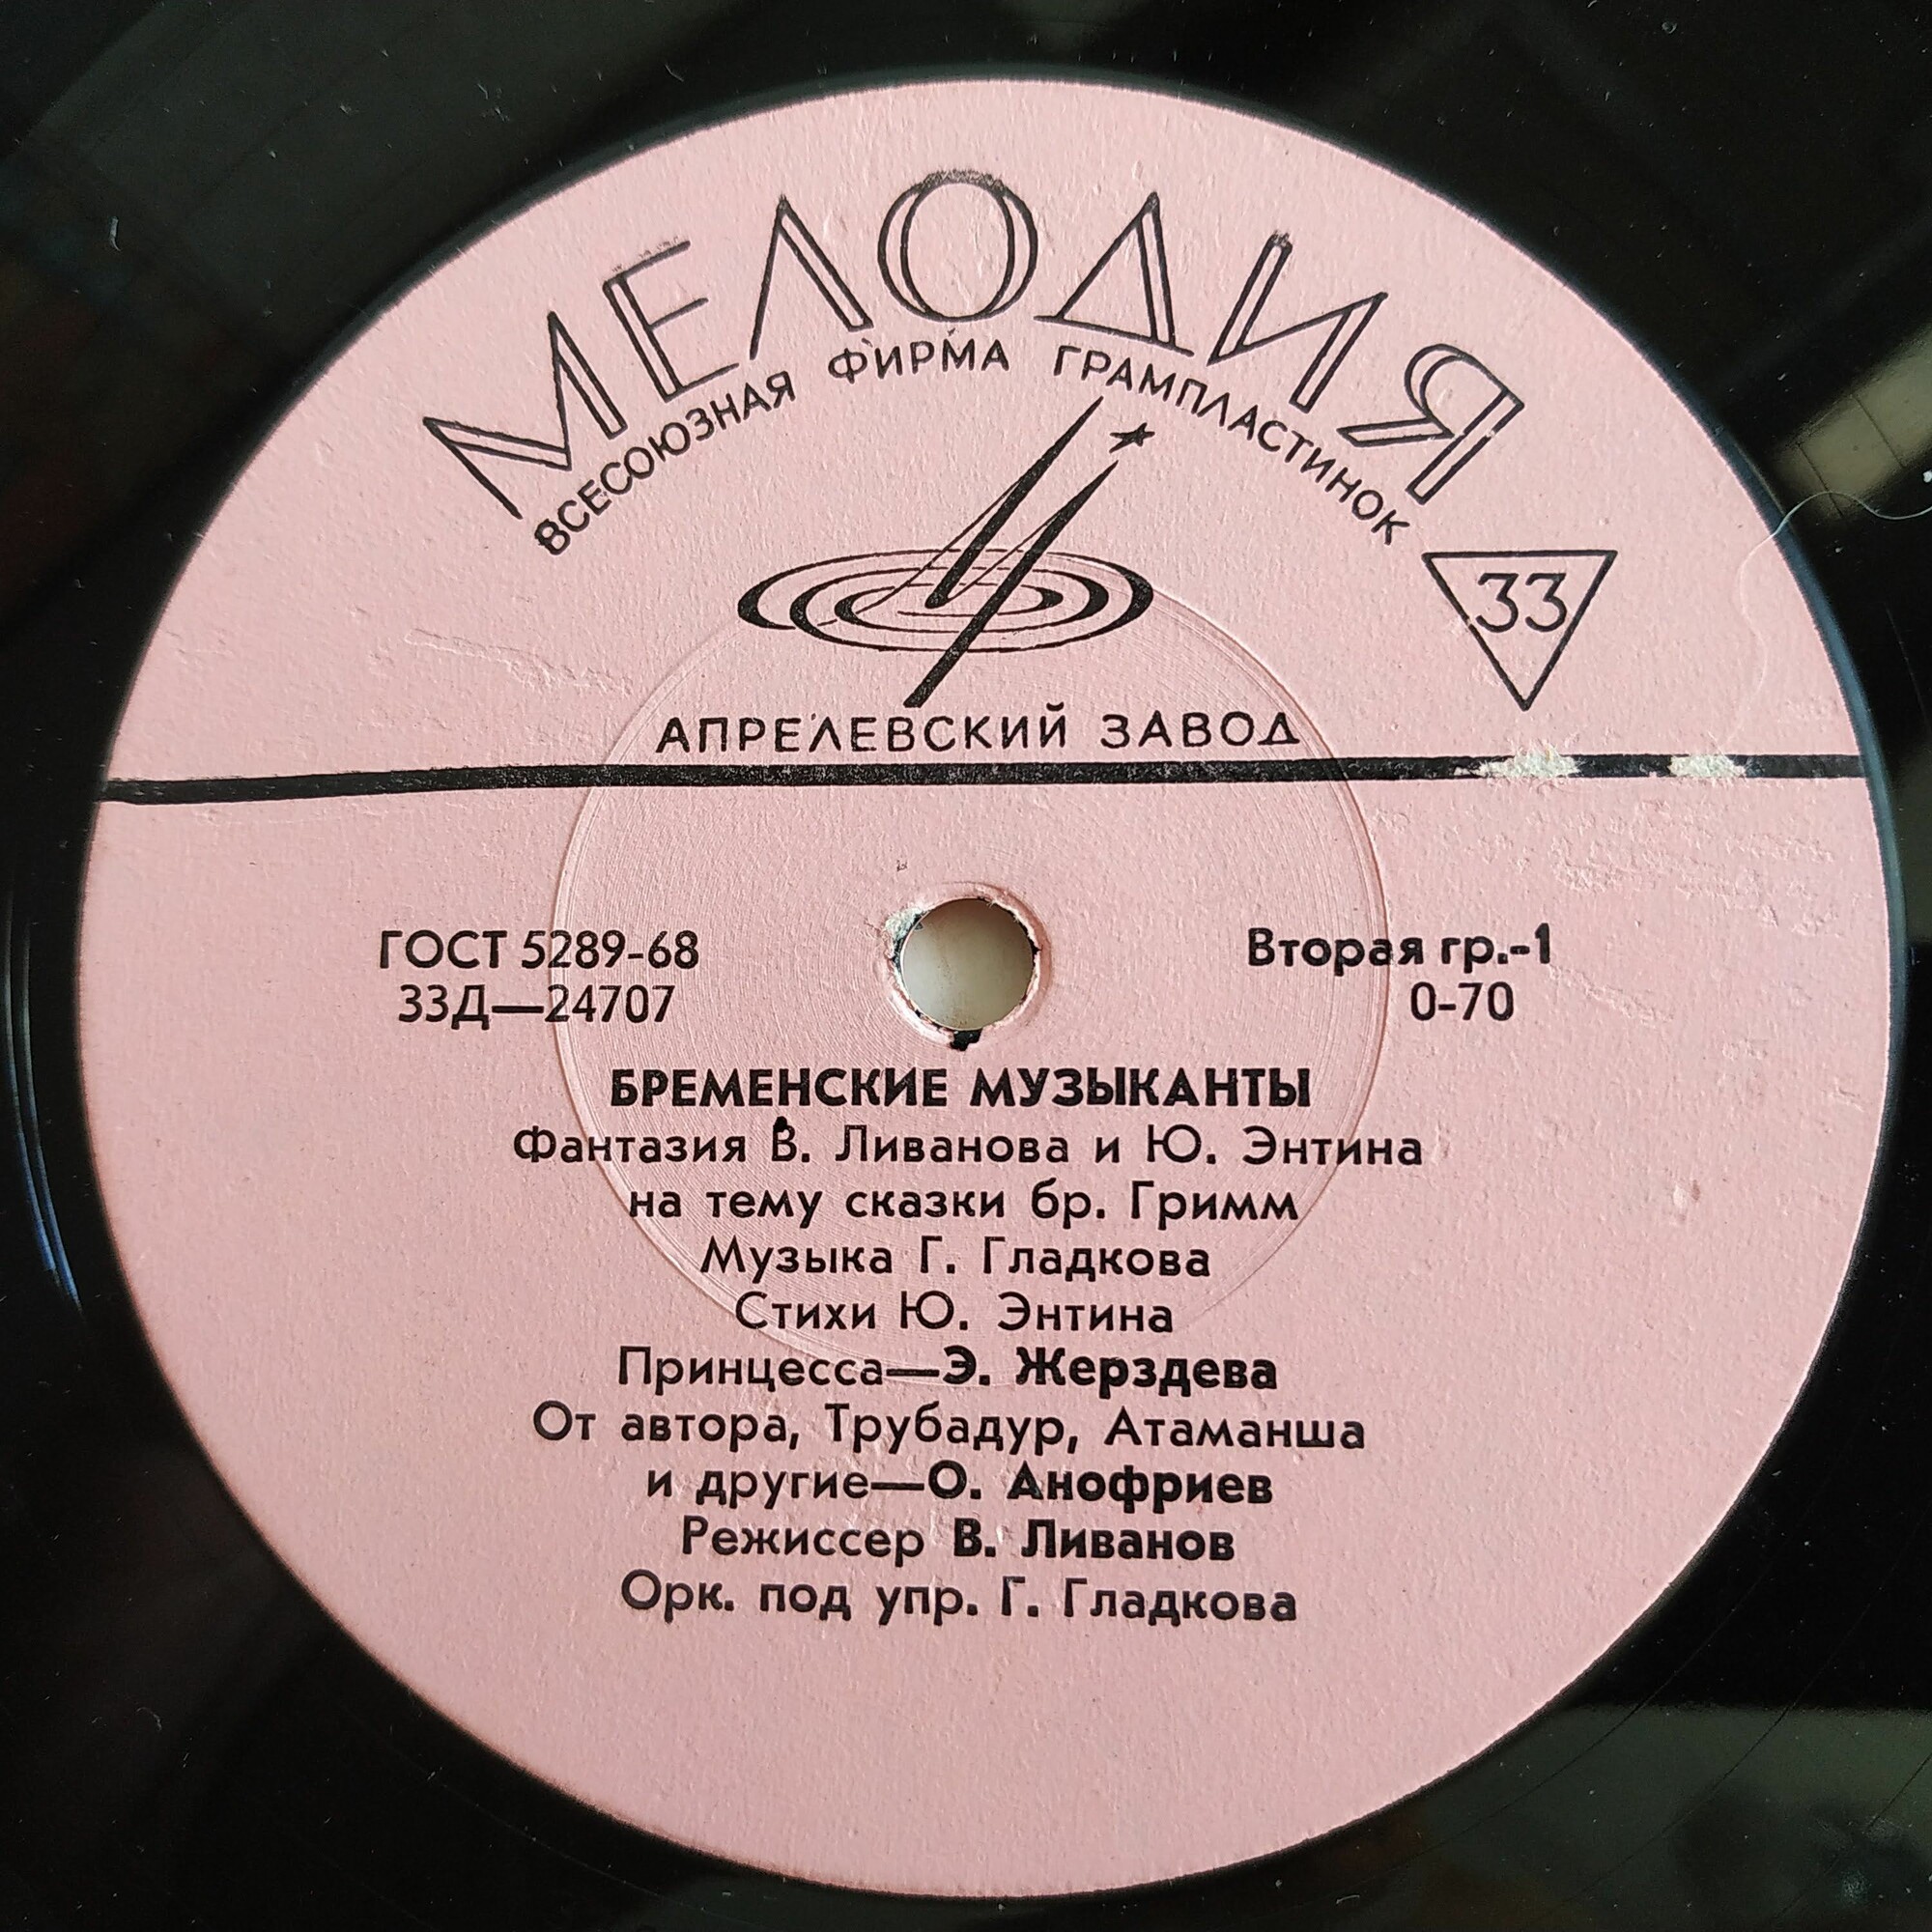 МЕЛОДИЯ
ВСЕСОЮЗНАЯ ФИРМА ГРАМПЛАСТИНОК
33
АПРЕЛЕВСКИЙ ЗАВОД
ГОСТ 5289-68
33Д—24707
Вторая гр.-1
0-70
БРЕМЕНСКИЕ МУЗЫКАНТЫ
Фантазия В. Ливанова и Ю. Энтина
на тему сказки бр. Гримм
Музыка Г. Гладкова
Стихи Ю. Энтина
Принцесса—Э. Жерздева
От автора, Трубадур, Атаманша
и другие—О. Анофриев
Режиссер В. Ливанов
Орк. под упр. Г. Гладкова